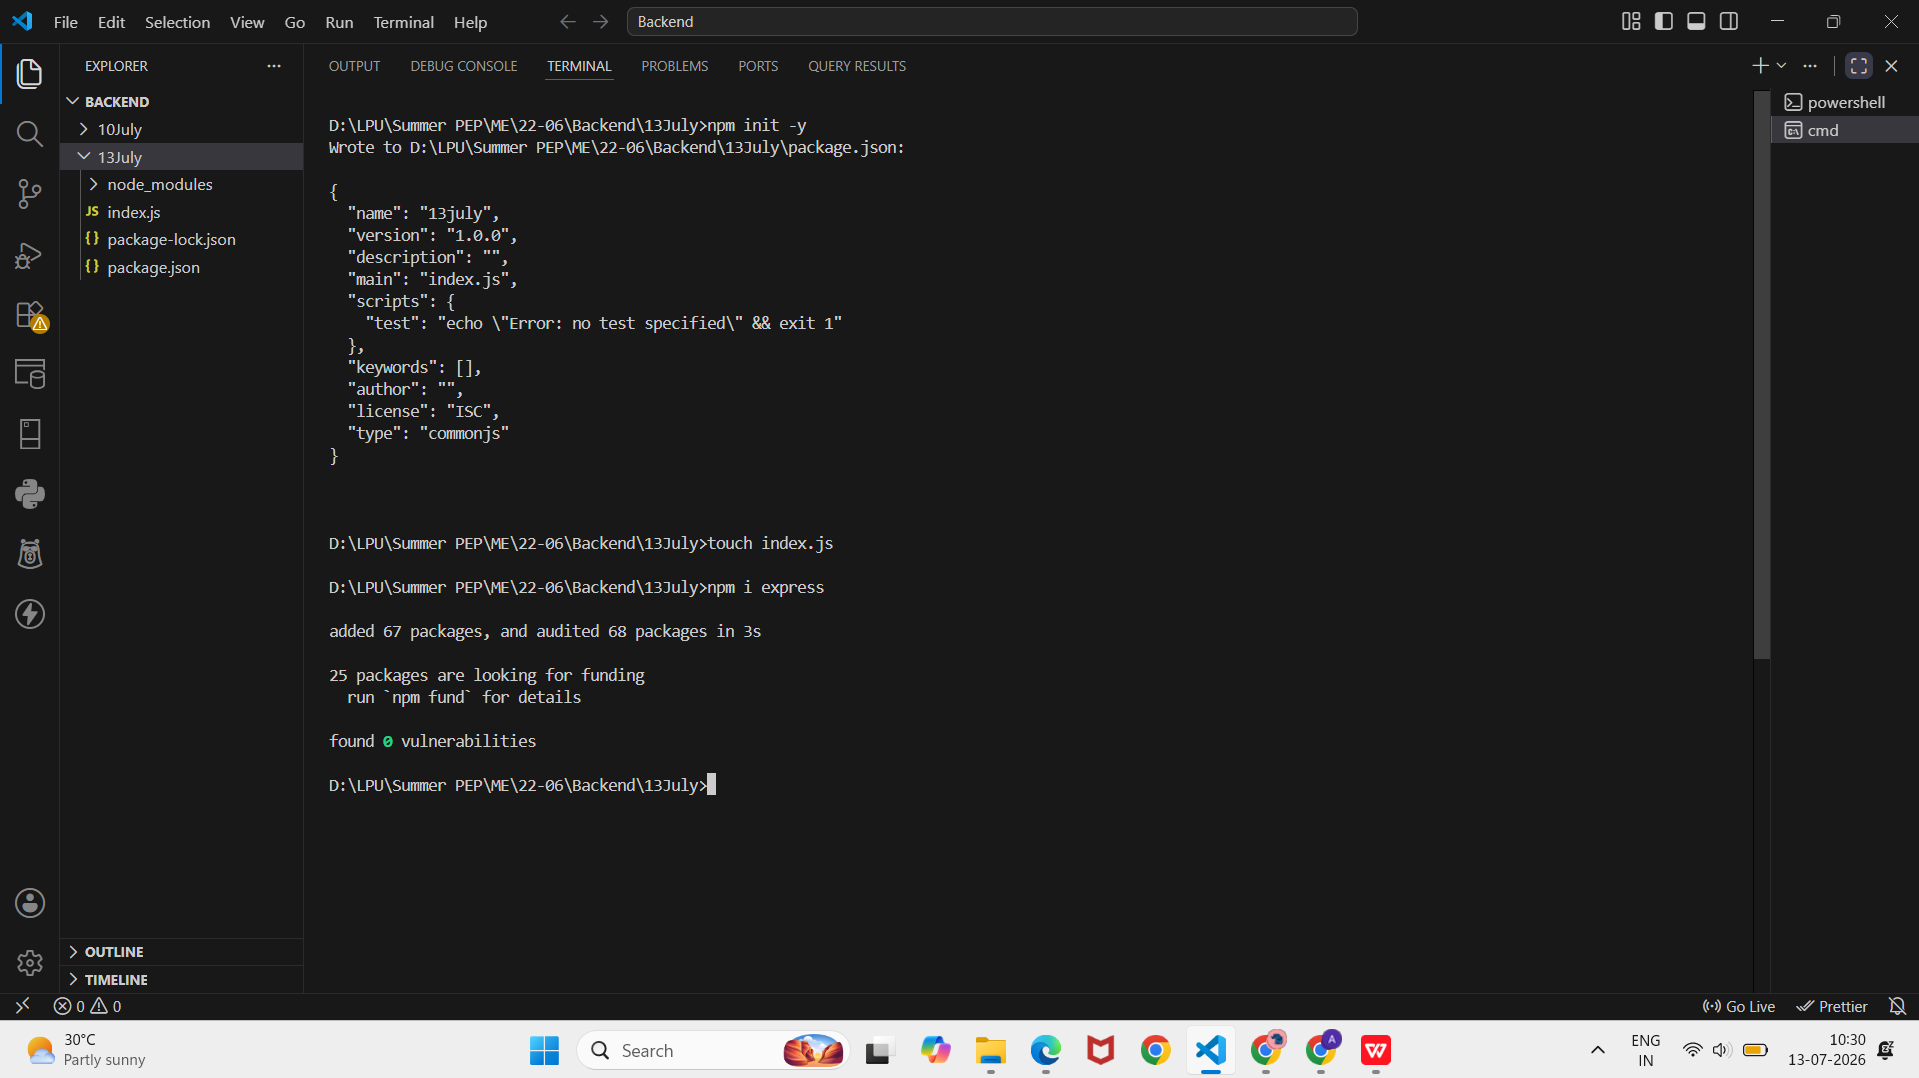 File Edit Selection View Go Run Terminal Help
Backend
EXPLORER
BACKEND
10July
13July
node_modules
JS index.js
{} package-lock.json
{} package.json
OUTLINE
TIMELINE
OUTPUT DEBUG CONSOLE TERMINAL PROBLEMS PORTS QUERY RESULTS
D:\LPU\Summer PEP\ME\22-06\Backend\13July>npm init -y
Wrote to D:\LPU\Summer PEP\ME\22-06\Backend\13July\package.json:
{
"name": "13july",
"version": "1.0.0",
"description": "",
"main": "index.js",
"scripts": {
"test": "echo \"Error: no test specified\" && exit 1"
},
"keywords": [],
"author": "",
"license": "ISC",
"type": "commonjs"
}
D:\LPU\Summer PEP\ME\22-06\Backend\13July>touch index.js
D:\LPU\Summer PEP\ME\22-06\Backend\13July>npm i express
added 67 packages, and audited 68 packages in 3s
25 packages are looking for funding
run `npm fund` for details
found 0 vulnerabilities
D:\LPU\Summer PEP\ME\22-06\Backend\13July>
powershell
cmd
0 0
Go Live Prettier
30°C
Partly sunny
Search
A
W
ENG
IN
10:30
13-07-2026